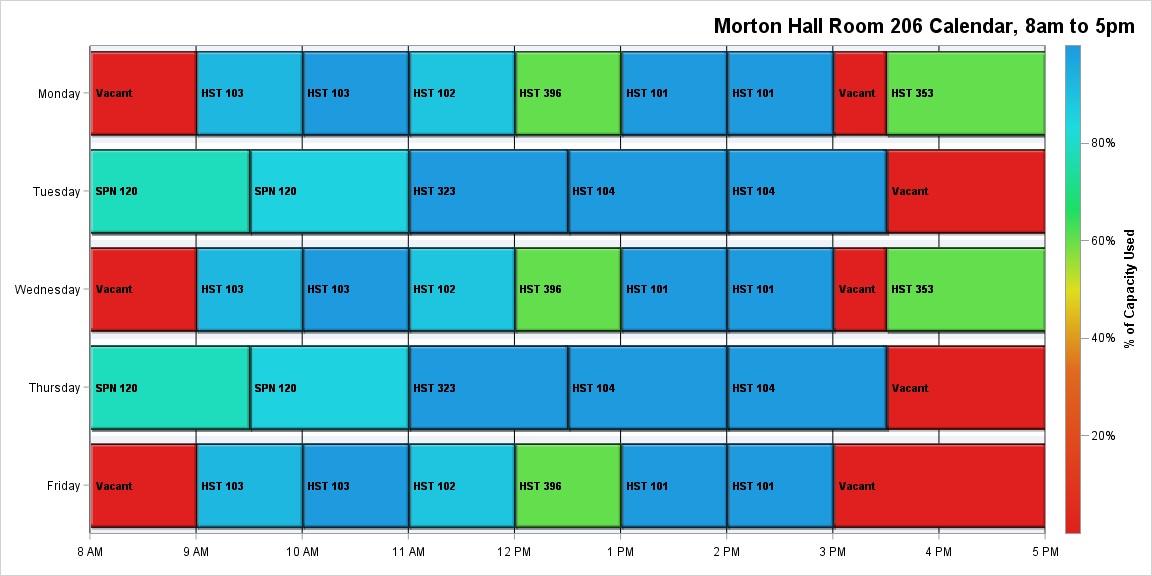 Morton Hall Room 206 Calendar, 8am to 5pm
Monday
Vacant HST 103 HST 103 HST 102 HST 396 HST 101 HST 101 Vacant HST 353
Tuesday
SPN 120 SPN 120 HST 323 HST 104 HST 104 Vacant
Wednesday
Vacant HST 103 HST 103 HST 102 HST 396 HST 101 HST 101 Vacant HST 353
Thursday
SPN 120 SPN 120 HST 323 HST 104 HST 104 Vacant
Friday
Vacant HST 103 HST 103 HST 102 HST 396 HST 101 HST 101 Vacant
8 AM 9 AM 10 AM 11 AM 12 PM 1 PM 2 PM 3 PM 4 PM 5 PM
80%
60%
40%
20%
% of Capacity Used